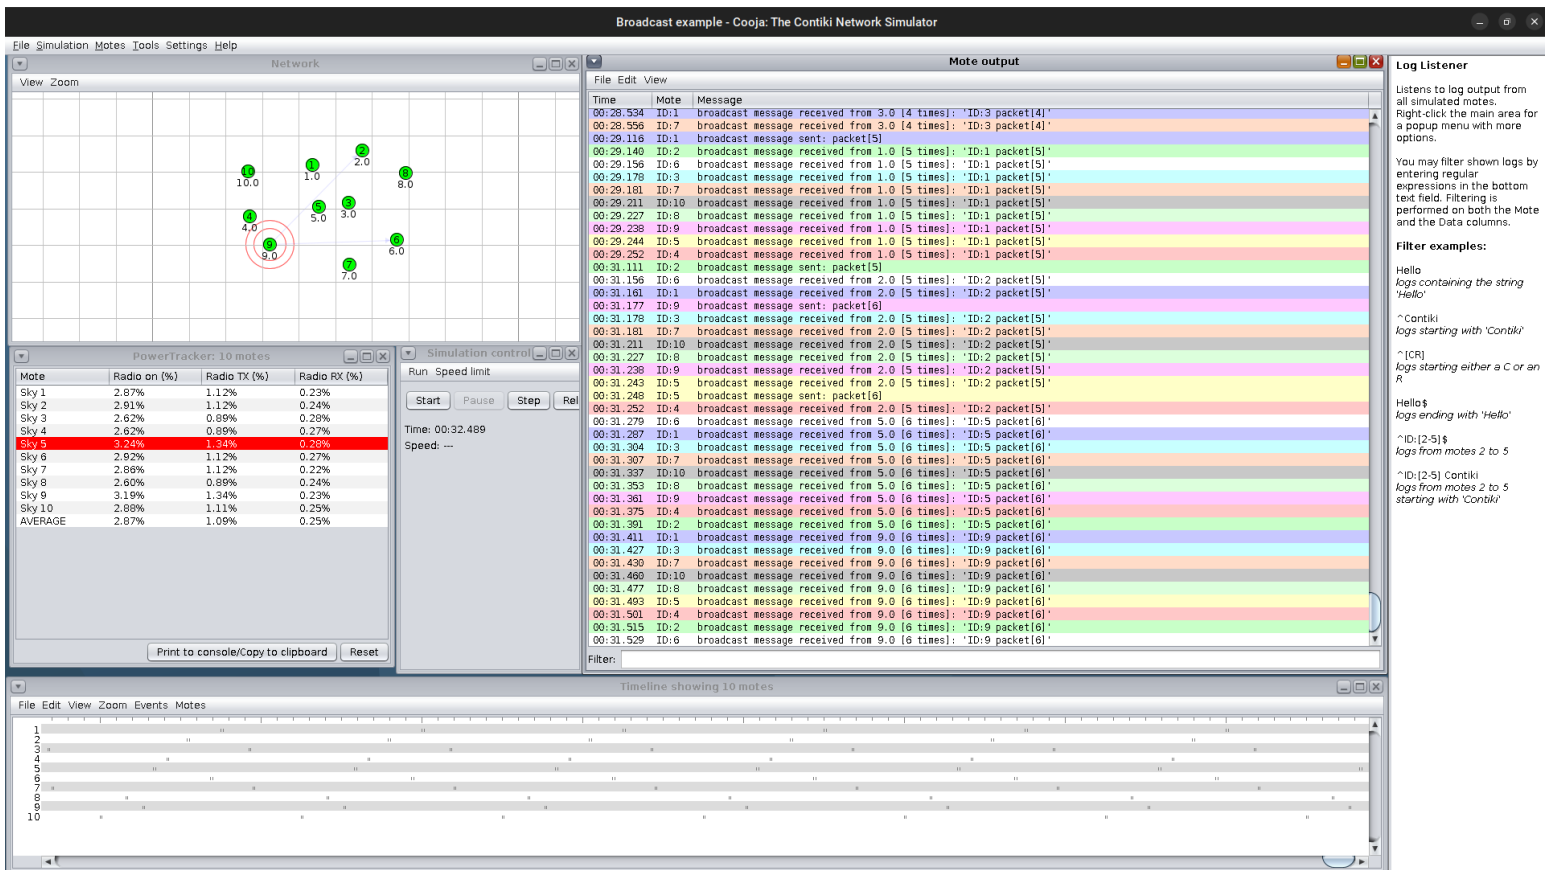 Broadcast example - Cooja: The Contiki Network Simulator
File Simulation Motes Tools Settings Help
Network
View Zoom
2
2.0
1
1.0
10
10.0
8
8.0
3
3.0
5
5.0
4
4.0
6
6.0
9
9.0
7
7.0
PowerTracker: 10 motes
Mote Radio on (%) Radio TX (%) Radio RX (%)
Sky 1 2.87% 1.12% 0.23%
Sky 2 2.91% 1.12% 0.24%
Sky 3 2.62% 0.89% 0.28%
Sky 4 2.62% 0.89% 0.27%
Sky 5 3.24% 1.34% 0.28%
Sky 6 2.92% 1.12% 0.27%
Sky 7 2.86% 1.12% 0.22%
Sky 8 2.60% 0.89% 0.24%
Sky 9 3.19% 1.34% 0.23%
Sky 10 2.88% 1.11% 0.25%
AVERAGE 2.87% 1.09% 0.25%
Print to console/Copy to clipboard Reset
Simulation control
Run Speed limit
Start Pause Step Rel
Time: 00:32.489
Speed: ---
Mote output
File Edit View
Time Mote Message
00:28.534 ID:1 broadcast message received from 3.0 [4 times]: 'ID:3 packet[4]'
00:28.556 ID:7 broadcast message received from 3.0 [4 times]: 'ID:3 packet[4]'
00:29.116 ID:1 broadcast message sent: packet[5]
00:29.140 ID:2 broadcast message received from 1.0 [5 times]: 'ID:1 packet[5]'
00:29.156 ID:6 broadcast message received from 1.0 [5 times]: 'ID:1 packet[5]'
00:29.178 ID:3 broadcast message received from 1.0 [5 times]: 'ID:1 packet[5]'
00:29.181 ID:7 broadcast message received from 1.0 [5 times]: 'ID:1 packet[5]'
00:29.211 ID:10 broadcast message received from 1.0 [5 times]: 'ID:1 packet[5]'
00:29.227 ID:8 broadcast message received from 1.0 [5 times]: 'ID:1 packet[5]'
00:29.238 ID:9 broadcast message received from 1.0 [5 times]: 'ID:1 packet[5]'
00:29.244 ID:5 broadcast message received from 1.0 [5 times]: 'ID:1 packet[5]'
00:29.252 ID:4 broadcast message received from 1.0 [5 times]: 'ID:1 packet[5]'
00:31.111 ID:2 broadcast message sent: packet[5]
00:31.156 ID:6 broadcast message received from 2.0 [5 times]: 'ID:2 packet[5]'
00:31.161 ID:1 broadcast message received from 2.0 [5 times]: 'ID:2 packet[5]'
00:31.177 ID:9 broadcast message sent: packet[6]
00:31.178 ID:3 broadcast message received from 2.0 [5 times]: 'ID:2 packet[5]'
00:31.181 ID:7 broadcast message received from 2.0 [5 times]: 'ID:2 packet[5]'
00:31.211 ID:10 broadcast message received from 2.0 [5 times]: 'ID:2 packet[5]'
00:31.227 ID:8 broadcast message received from 2.0 [5 times]: 'ID:2 packet[5]'
00:31.238 ID:9 broadcast message received from 2.0 [5 times]: 'ID:2 packet[5]'
00:31.243 ID:5 broadcast message received from 2.0 [5 times]: 'ID:2 packet[5]'
00:31.248 ID:5 broadcast message sent: packet[6]
00:31.252 ID:4 broadcast message received from 2.0 [5 times]: 'ID:2 packet[5]'
00:31.279 ID:6 broadcast message received from 5.0 [6 times]: 'ID:5 packet[6]'
00:31.287 ID:1 broadcast message received from 5.0 [6 times]: 'ID:5 packet[6]'
00:31.304 ID:3 broadcast message received from 5.0 [6 times]: 'ID:5 packet[6]'
00:31.307 ID:7 broadcast message received from 5.0 [6 times]: 'ID:5 packet[6]'
00:31.337 ID:10 broadcast message received from 5.0 [6 times]: 'ID:5 packet[6]'
00:31.353 ID:8 broadcast message received from 5.0 [6 times]: 'ID:5 packet[6]'
00:31.361 ID:9 broadcast message received from 5.0 [6 times]: 'ID:5 packet[6]'
00:31.375 ID:4 broadcast message received from 5.0 [6 times]: 'ID:5 packet[6]'
00:31.391 ID:2 broadcast message received from 5.0 [6 times]: 'ID:5 packet[6]'
00:31.411 ID:1 broadcast message received from 9.0 [6 times]: 'ID:9 packet[6]'
00:31.427 ID:3 broadcast message received from 9.0 [6 times]: 'ID:9 packet[6]'
00:31.430 ID:7 broadcast message received from 9.0 [6 times]: 'ID:9 packet[6]'
00:31.460 ID:10 broadcast message received from 9.0 [6 times]: 'ID:9 packet[6]'
00:31.477 ID:8 broadcast message received from 9.0 [6 times]: 'ID:9 packet[6]'
00:31.493 ID:5 broadcast message received from 9.0 [6 times]: 'ID:9 packet[6]'
00:31.501 ID:4 broadcast message received from 9.0 [6 times]: 'ID:9 packet[6]'
00:31.515 ID:2 broadcast message received from 9.0 [6 times]: 'ID:9 packet[6]'
00:31.529 ID:6 broadcast message received from 9.0 [6 times]: 'ID:9 packet[6]'
Filter:
Log Listener
Listens to log output from
all simulated motes.
Right-click the main area for
a popup menu with more
options.
You may filter shown logs by
entering regular
expressions in the bottom
text field. Filtering is
performed on both the Mote
and the Data columns.
Filter examples:
Hello
logs containing the string
'Hello'
^Contiki
logs starting with 'Contiki'
^[CR]
logs starting either a C or an
R
Hello$
logs ending with 'Hello'
^ID:[2-5]$
logs from motes 2 to 5
^ID:[2-5] Contiki
logs from motes 2 to 5
starting with 'Contiki'
Timeline showing 10 motes
File Edit View Zoom Events Motes
1
2
3
4
5
6
7
8
9
10